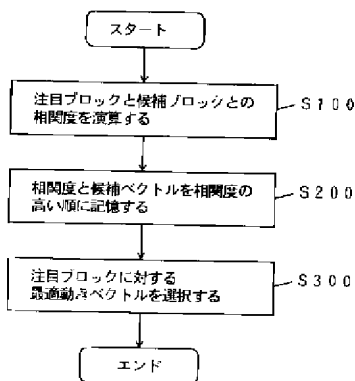 スタート
注目ブロックと候補ブロックとの
相関度を演算する
S100
相関度と候補ベクトルを相関度の
高い順に記憶する
S200
注目ブロックに対する
最適動きベクトルを選択する
S300
エンド